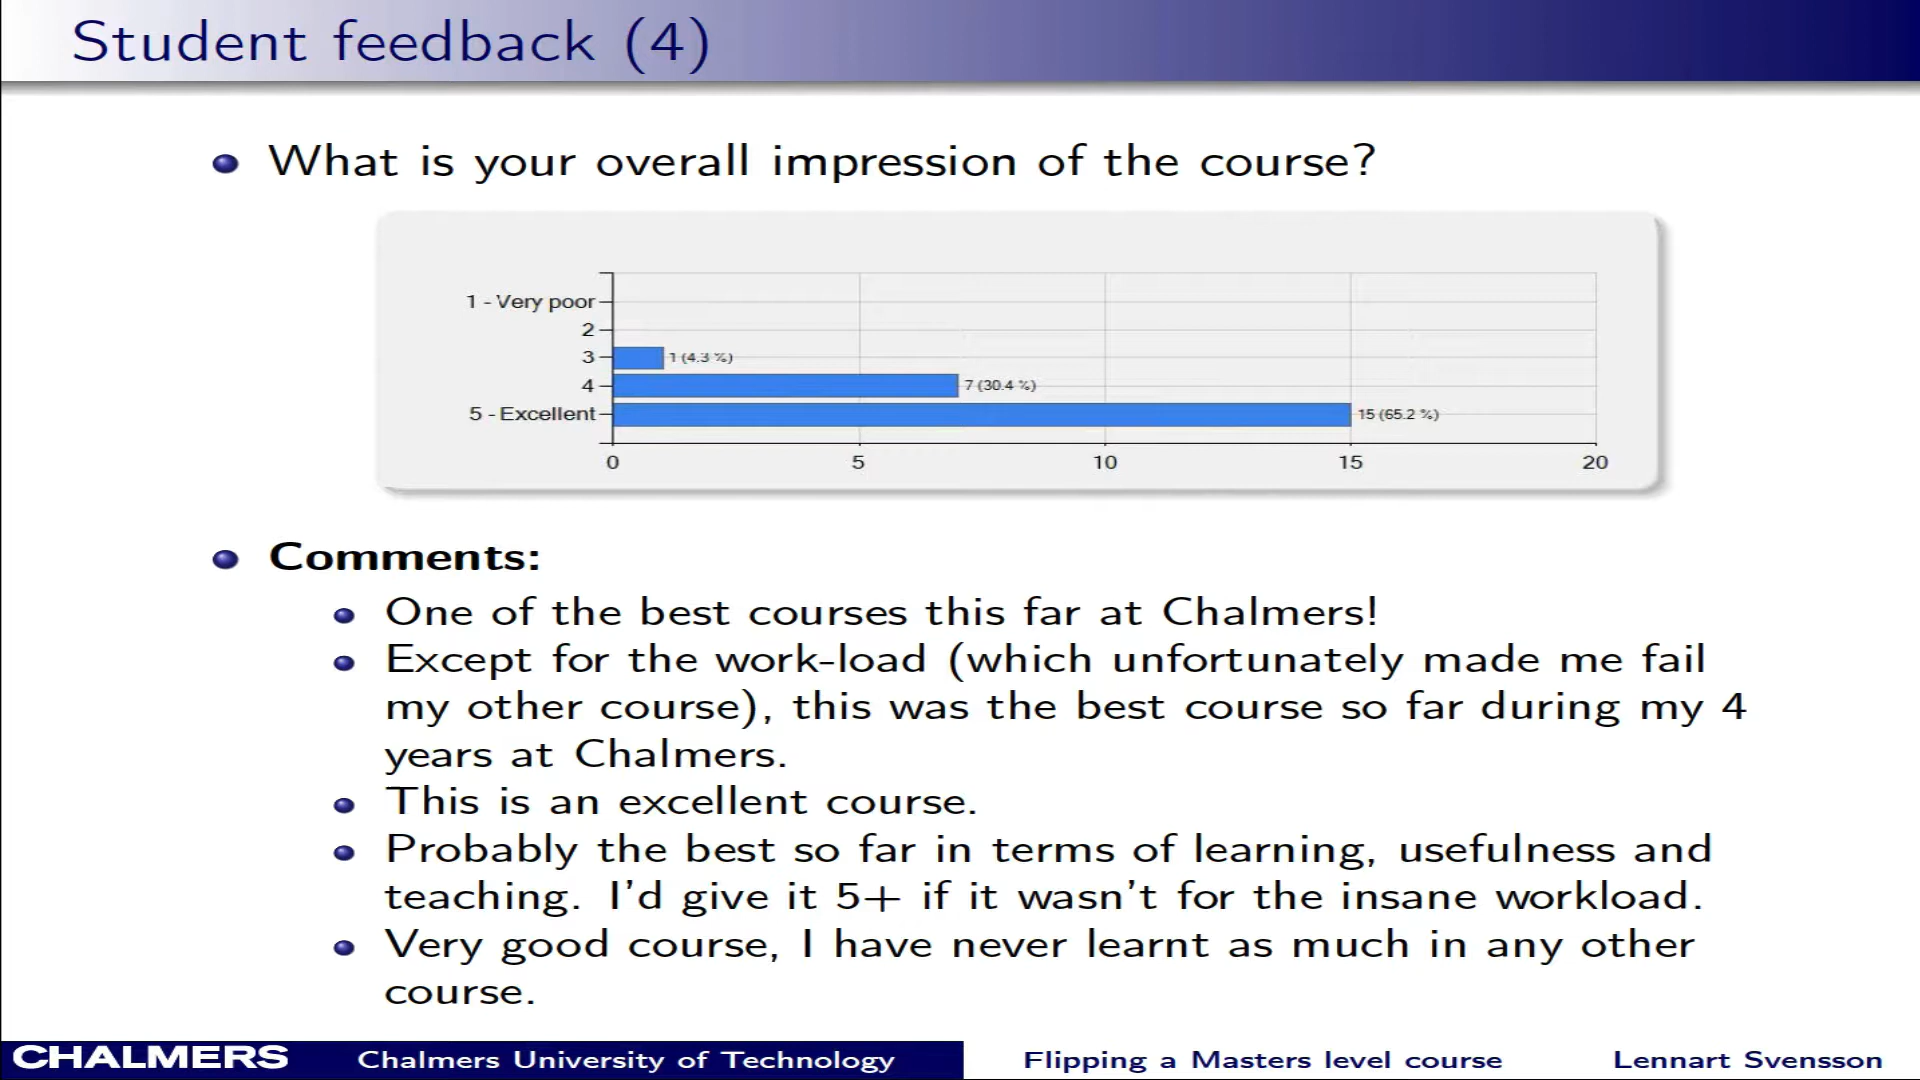 Student feedback (4)
What is your overall impression of the course?
1 - Very poor
2
3
1 (4.3 %)
4
7 (30.4 %)
5 - Excellent
15 (65.2 %)
0 5 10 15 20
Comments:
One of the best courses this far at Chalmers!
Except for the work-load (which unfortunately made me fail
my other course), this was the best course so far during my 4
years at Chalmers.
This is an excellent course.
Probably the best so far in terms of learning, usefulness and
teaching. I'd give it 5+ if it wasn't for the insane workload.
Very good course, I have never learnt as much in any other
course.
CHALMERS Chalmers University of Technology Flipping a Masters level course Lennart Svensson